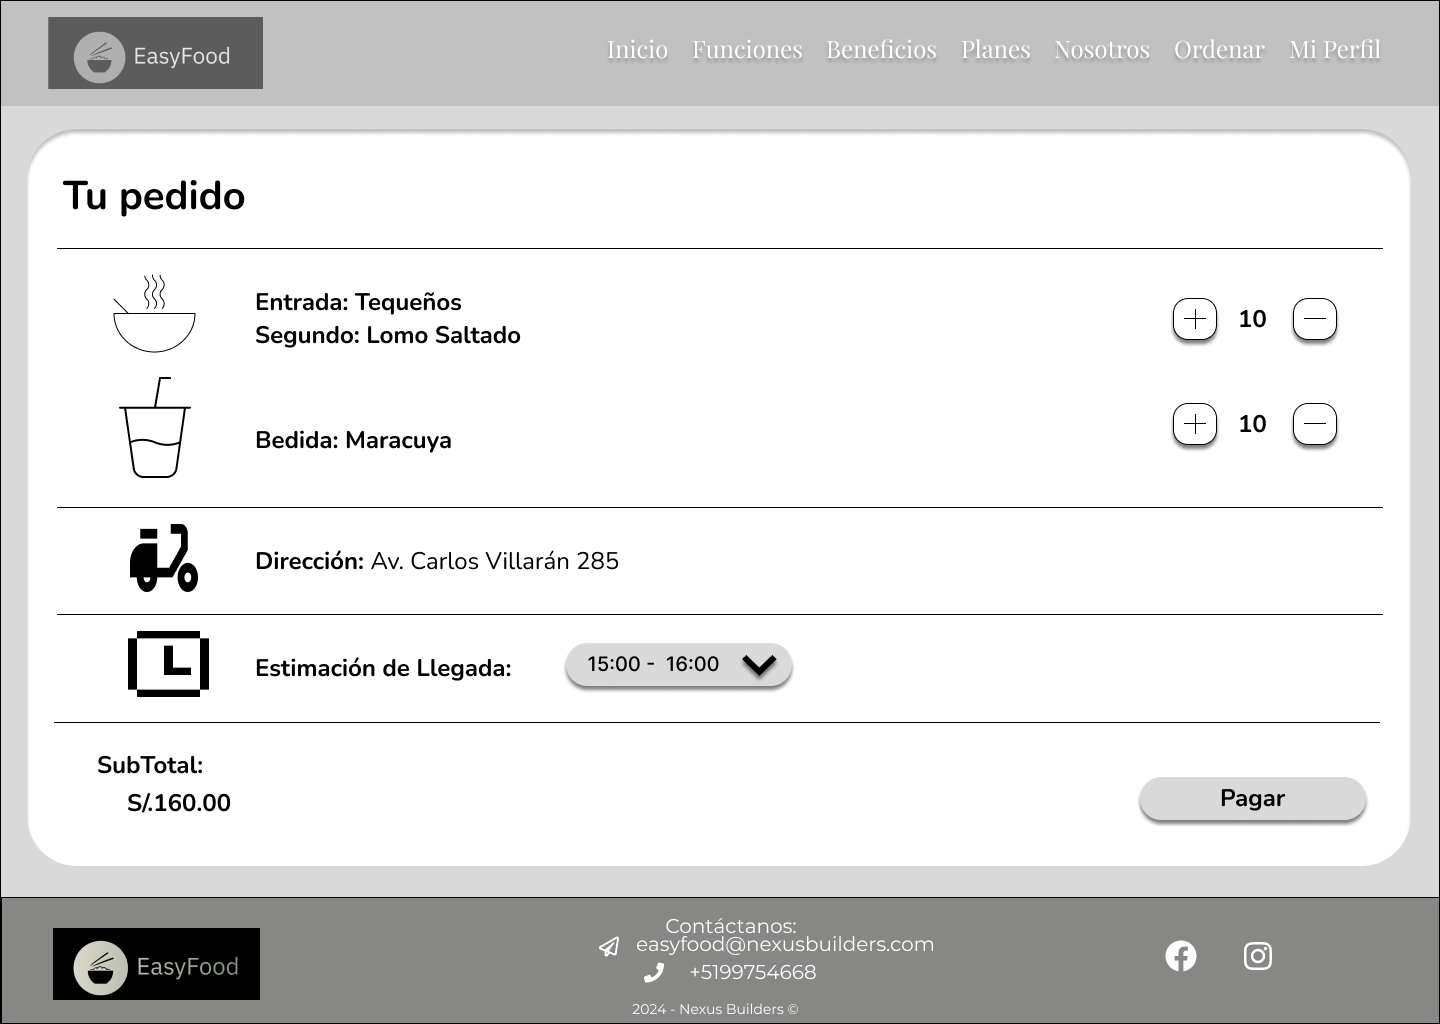 EasyFood
Inicio Funciones Beneficios Planes Nosotros Ordenar Mi Perfil
Tu pedido
Entrada: Tequeños
Segundo: Lomo Saltado
10
Bedida: Maracuya
10
Dirección: Av. Carlos Villarán 285
Estimación de Llegada: 15:00 - 16:00
SubTotal:
S/.160.00
Pagar
EasyFood
Contáctanos:
easyfood@nexusbuilders.com
+5199754668
2024 - Nexus Builders ©